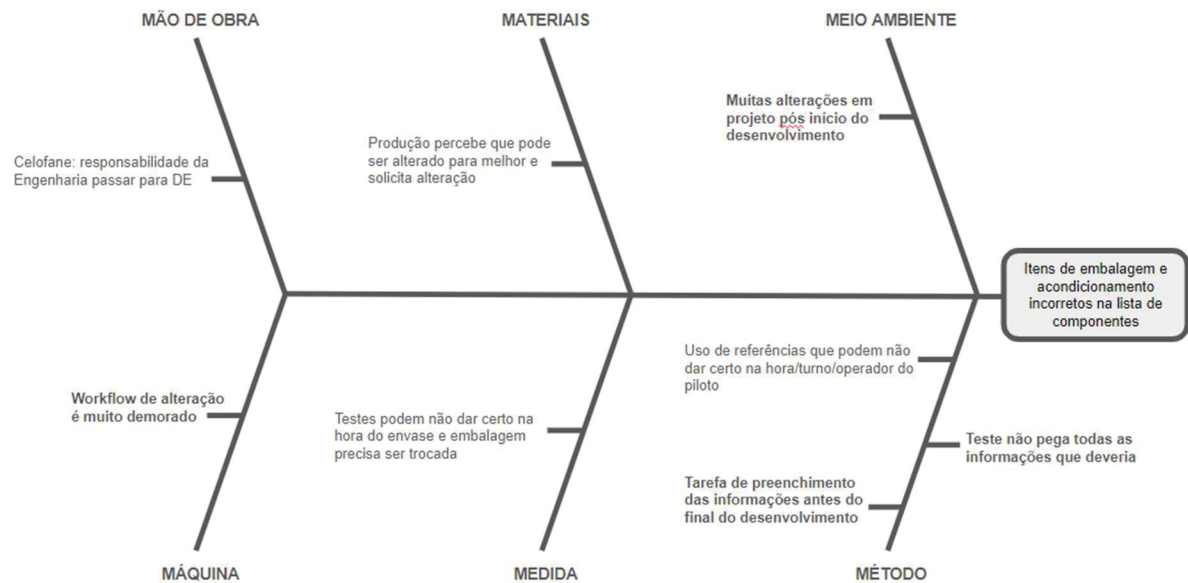 MÃO DE OBRA
MATERIAIS
MEIO AMBIENTE
Muitas alterações em
projeto pós início do
desenvolvimento
Produção percebe que pode
ser alterado para melhor e
solicita alteração
Celofane: responsabilidade da
Engenharia passar para DE
Itens de embalagem e
acondicionamento
incorretos na lista de
componentes
Uso de referências que podem não
dar certo na hora/turno/operador do
piloto
Workflow de alteração
é muito demorado
Testes podem não dar certo na
hora do envase e embalagem
precisa ser trocada
Teste não pega todas as
informações que deveria
Tarefa de preenchimento
das informações antes do
final do desenvolvimento
MÁQUINA
MEDIDA
MÉTODO